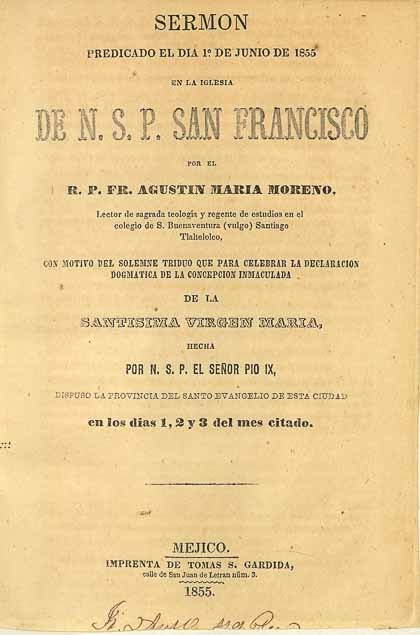 SERMON
PREDICADO EL DIA 1º DE JUNIO DE 1855
EN LA IGLESIA
DE N. S. P. SAN FRANCISCO
POR EL
R. P. FR. AGUSTIN MARIA MORENO,
Lector de sagrada teología y regente de estudios en el
colegio de S. Buenaventura (vulgo) Santiago
Tlaltelolco,
CON MOTIVO DEL SOLEMNE TRIDUO QUE PARA CELEBRAR LA DECLARACION
DOGMATICA DE LA CONCEPCION INMACULADA
DE LA
SANTISIMA VIRGEN MARIA,
HECHA
POR N. S. P. EL SEÑOR PIO IX,
DISPUSO LA PROVINCIA DEL SANTO EVANGELIO DE ESTA CIUDAD
en los dias 1, 2 y 3 del mes citado.
MEJICO.
IMPRENTA DE TOMAS S. GARDIDA,
calle de San Juan de Letran núm. 3.
1855.